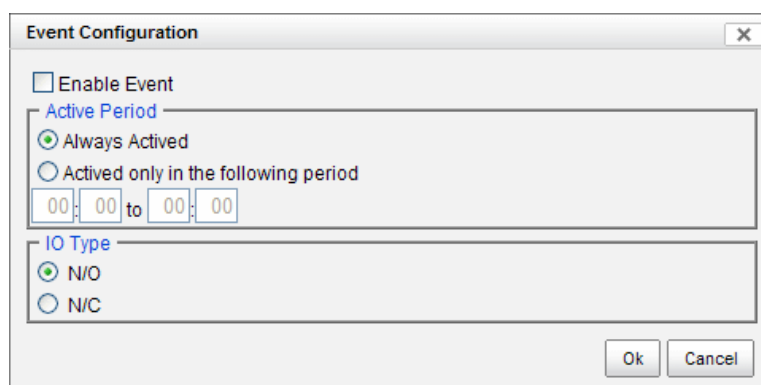 Event Configuration
Enable Event
Active Period
Always Actived
Actived only in the following period
00: 00 to 00: 00
IO Type
N/O
N/C
Ok Cancel